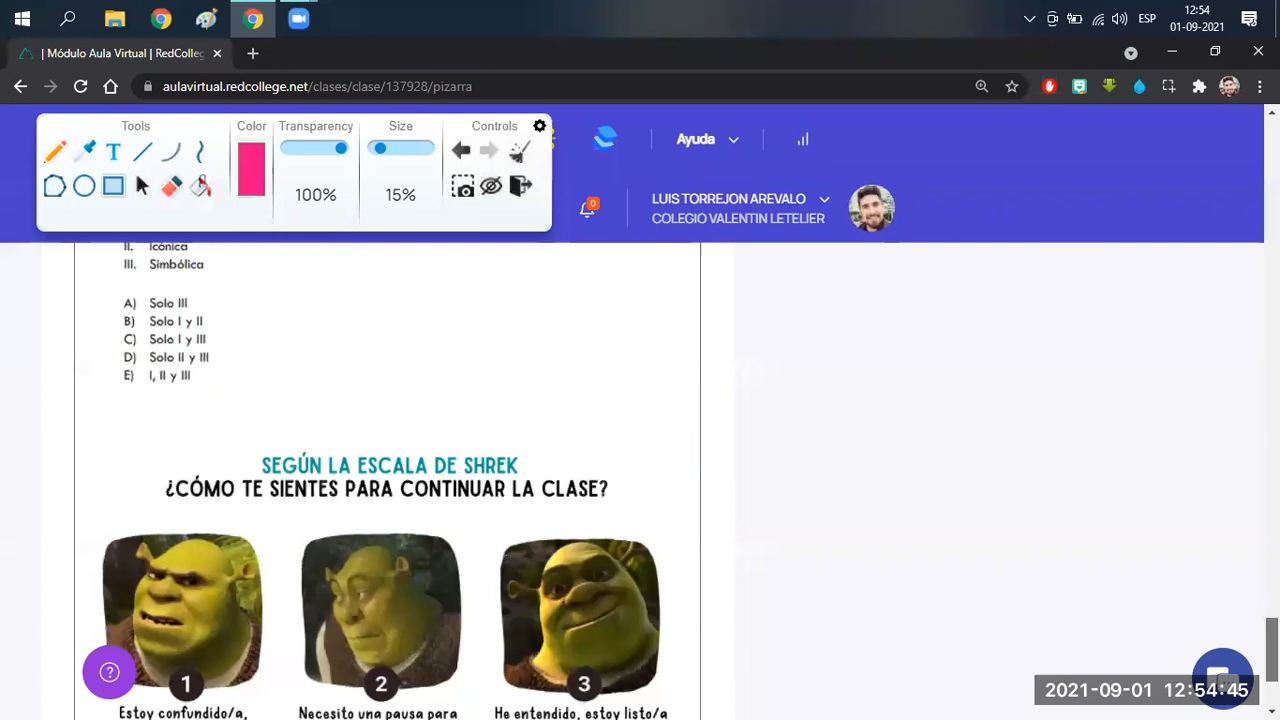 12:54
ESP
01-09-2021
| Módulo Aula Virtual | RedColleg
aulavirtual.redcollege.net/clases/clase/137928/pizarra
Tools
Color
Transparency
Size
Controls
100%
15%
T
Ayuda
0
LUIS TORREJON AREVALO
COLEGIO VALENTIN LETELIER
II. Icónica
III. Simbólica
A) Solo III
B) Solo I y II
C) Solo I y III
D) Solo II y III
E) I, II y III
SEGÚN LA ESCALA DE SHREK
¿CÓMO TE SIENTES PARA CONTINUAR LA CLASE?
1
2
3
Estoy confundido/a,
Necesito una pausa para
He entendido, estoy listo/a
?
2021-09-01 12:54:45